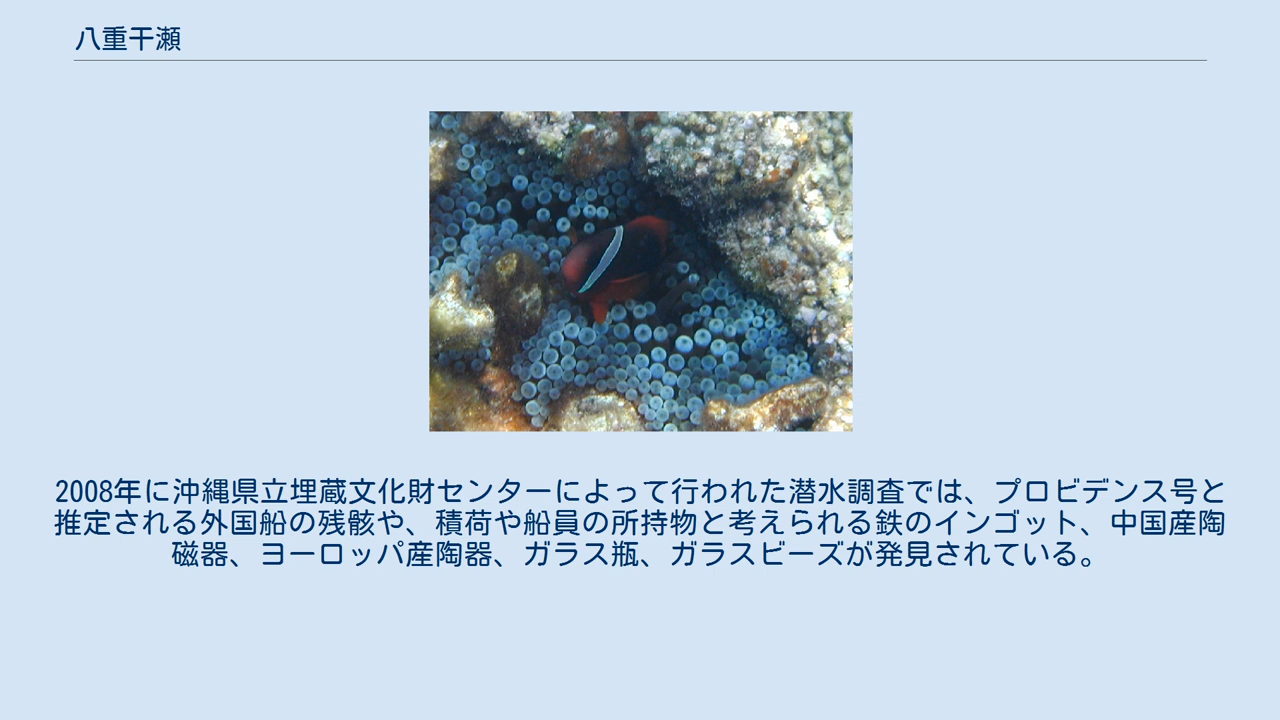 八重干瀬
2008年に沖縄県立埋蔵文化財センターによって行われた潜水調査では、プロビデンス号と
推定される外国船の残骸や、積荷や船員の所持物と考えられる鉄のインゴット、中国産陶
磁器、ヨーロッパ産陶器、ガラス瓶、ガラスビーズが発見されている。